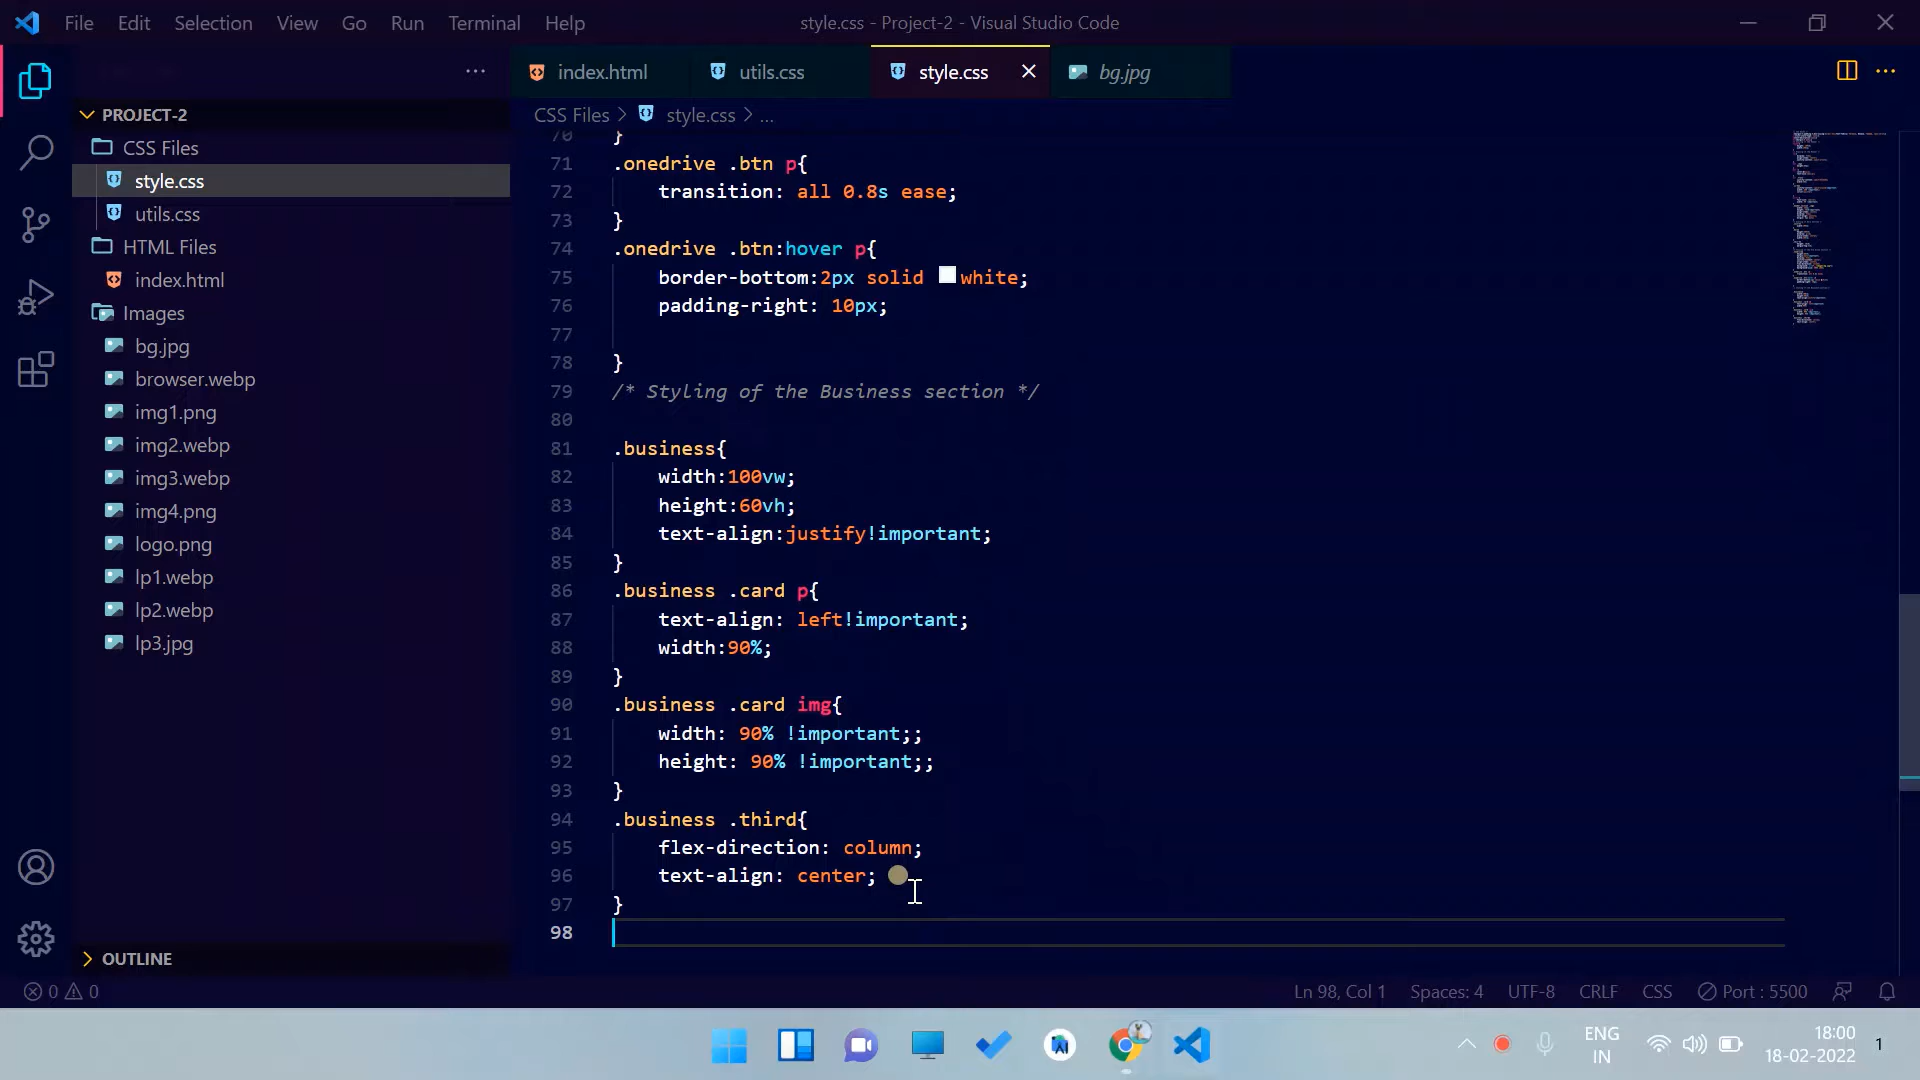 File Edit Selection View Go Run Terminal Help style.css - Project-2 - Visual Studio Code
index.html utils.css style.css bg.jpg
CSS Files > style.css > ...
PROJECT-2
CSS Files
style.css
utils.css
HTML Files
index.html
Images
bg.jpg
browser.webp
img1.png
img2.webp
img3.webp
img4.png
logo.png
lp1.webp
lp2.webp
lp3.jpg
OUTLINE
70 }
71 .onedrive .btn p{
72 transition: all 0.8s ease;
73 }
74 .onedrive .btn:hover p{
75 border-bottom:2px solid white;
76 padding-right: 10px;
77
78 }
79 /* Styling of the Business section */
80
81 .business{
82 width:100vw;
83 height:60vh;
84 text-align:justify!important;
85 }
86 .business .card p{
87 text-align: left!important;
88 width:90%;
89 }
90 .business .card img{
91 width: 90% !important;;
92 height: 90% !important;;
93 }
94 .business .third{
95 flex-direction: column;
96 text-align: center;
97 }
98
0 0 Ln 98, Col 1 Spaces: 4 UTF-8 CRLF CSS Port : 5500
ENG
IN
18:00
18-02-2022
1